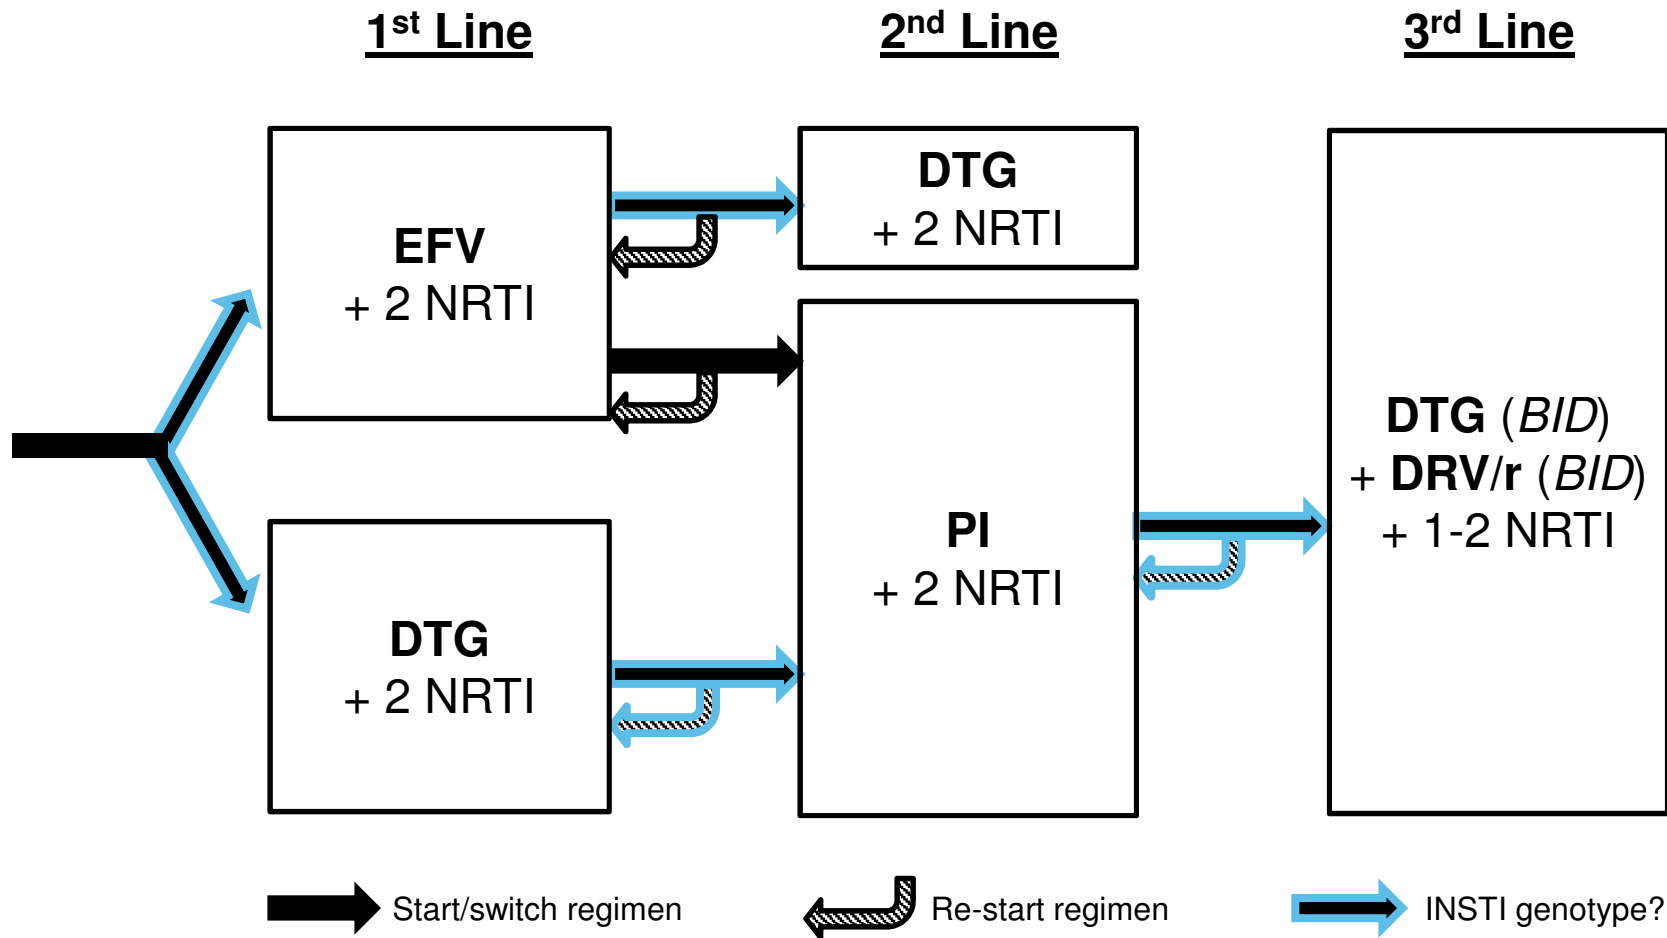 1st Line
2nd Line
3rd Line
EFV
+ 2 NRTI
DTG
+ 2 NRTI
DTG
+ 2 NRTI
PI
+ 2 NRTI
DTG (BID)
+ DRV/r (BID)
+ 1-2 NRTI
Start/switch regimen
Re-start regimen
INSTI genotype?